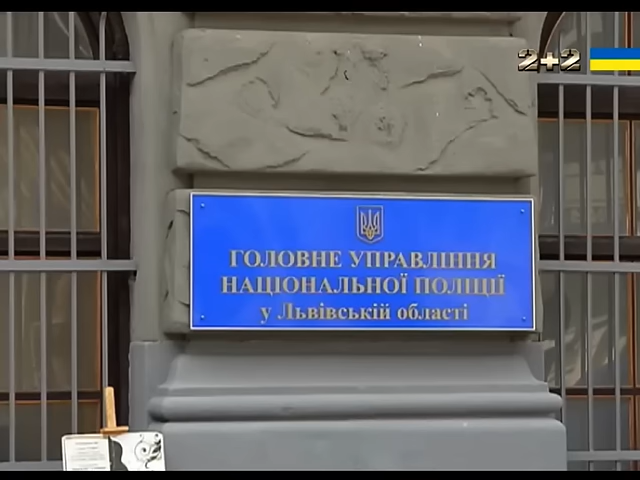 2+2
ГОЛОВНЕ УПРАВЛІННЯ
НАЦІОНАЛЬНОЇ ПОЛІЦІЇ
у Львівській області